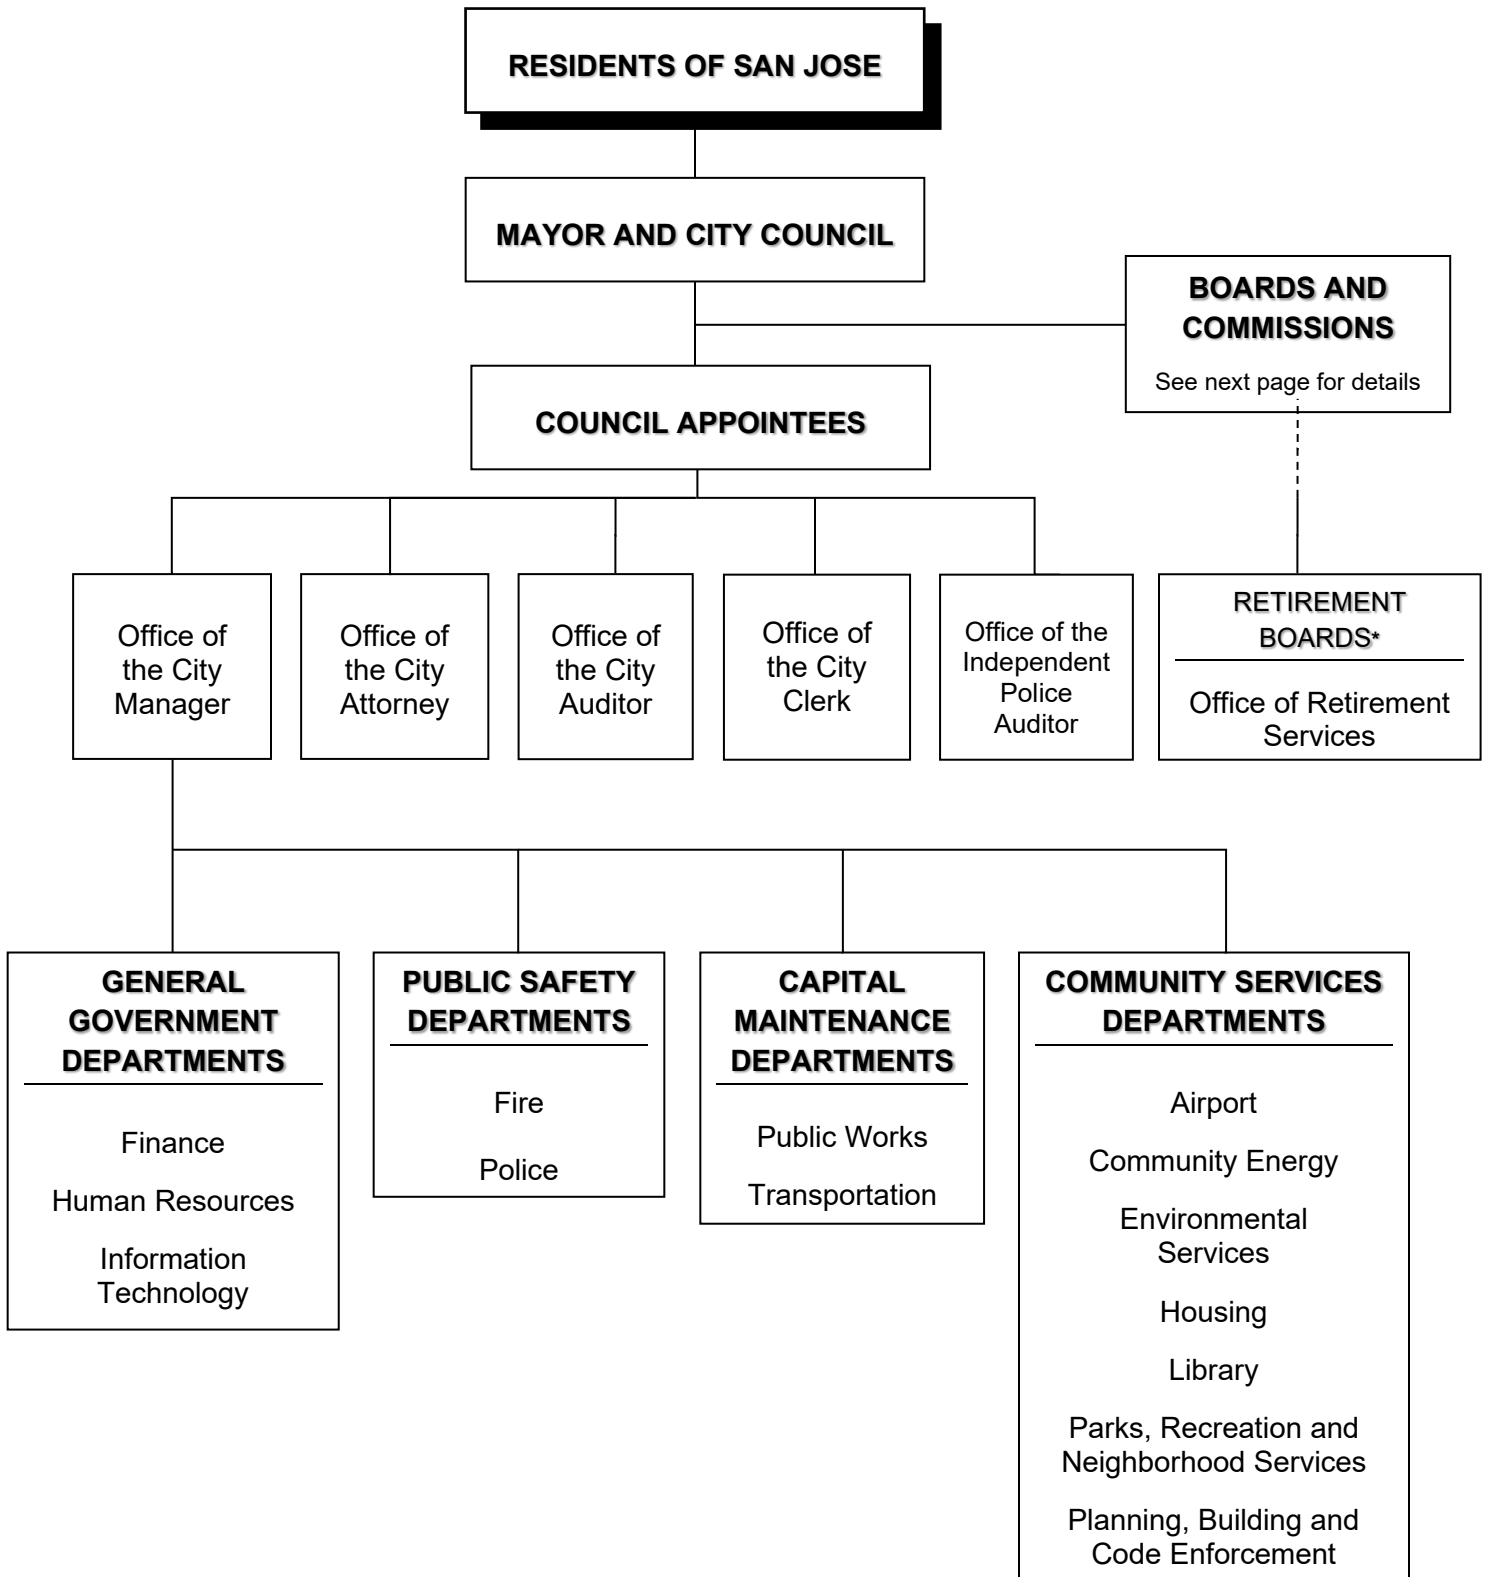 RESIDENTS OF SAN JOSE
MAYOR AND CITY COUNCIL
BOARDS AND
COMMISSIONS
See next page for details
COUNCIL APPOINTEES
Office of
the City
Manager
Office of
the City
Attorney
Office of
the City
Auditor
Office of
the City
Clerk
Office of the
Independent
Police
Auditor
RETIREMENT
BOARDS*
Office of Retirement
Services
GENERAL
GOVERNMENT
DEPARTMENTS
Finance
Human Resources
Information
Technology
PUBLIC SAFETY
DEPARTMENTS
Fire
Police
CAPITAL
MAINTENANCE
DEPARTMENTS
Public Works
Transportation
COMMUNITY SERVICES
DEPARTMENTS
Airport
Community Energy
Environmental
Services
Housing
Library
Parks, Recreation and
Neighborhood Services
Planning, Building and
Code Enforcement